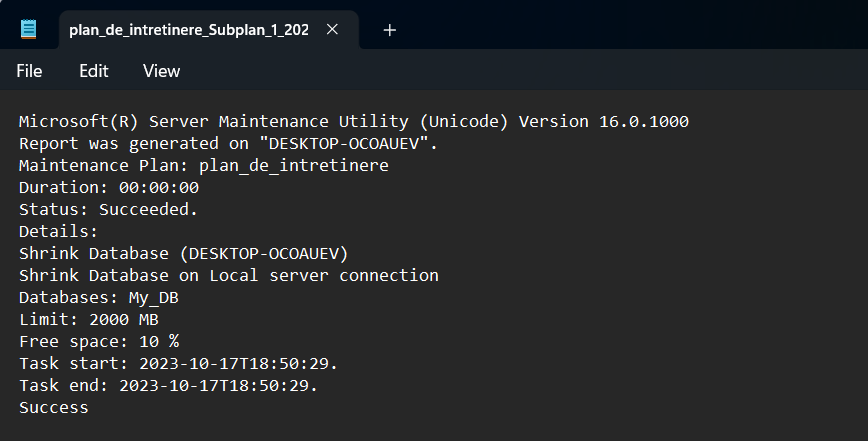 plan_de_intretinere_Subplan_1_202
File Edit View
Microsoft(R) Server Maintenance Utility (Unicode) Version 16.0.1000
Report was generated on "DESKTOP-OCOAUEV".
Maintenance Plan: plan_de_intretinere
Duration: 00:00:00
Status: Succeeded.
Details:
Shrink Database (DESKTOP-OCOAUEV)
Shrink Database on Local server connection
Databases: My_DB
Limit: 2000 MB
Free space: 10 %
Task start: 2023-10-17T18:50:29.
Task end: 2023-10-17T18:50:29.
Success